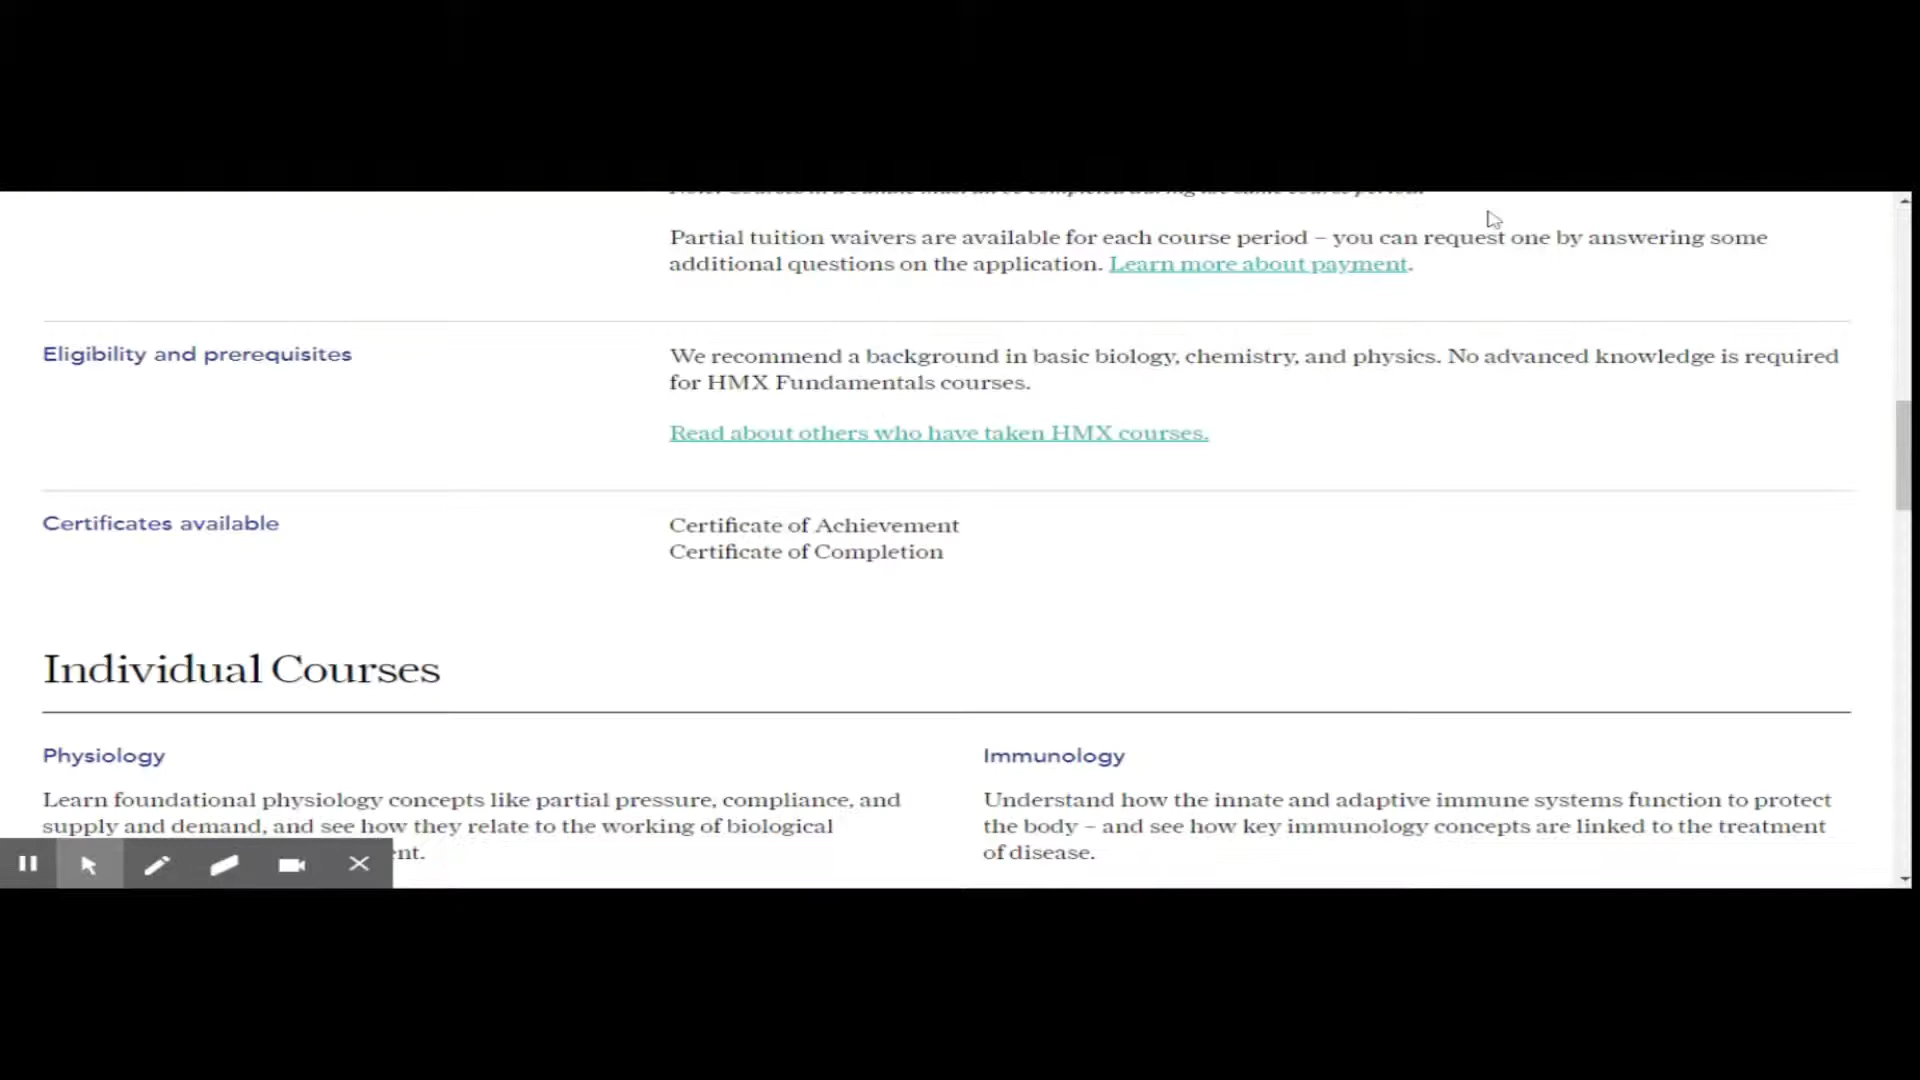 Partial tuition waivers are available for each course period – you can request one by answering some
additional questions on the application. Learn more about payment.
Eligibility and prerequisites
We recommend a background in basic biology, chemistry, and physics. No advanced knowledge is required
for HMX Fundamentals courses.
Read about others who have taken HMX courses.
Certificates available
Certificate of Achievement
Certificate of Completion
Individual Courses
Physiology
Learn foundational physiology concepts like partial pressure, compliance, and
supply and demand, and see how they relate to the working of biological
nt.
Immunology
Understand how the innate and adaptive immune systems function to protect
the body – and see how key immunology concepts are linked to the treatment
of disease.